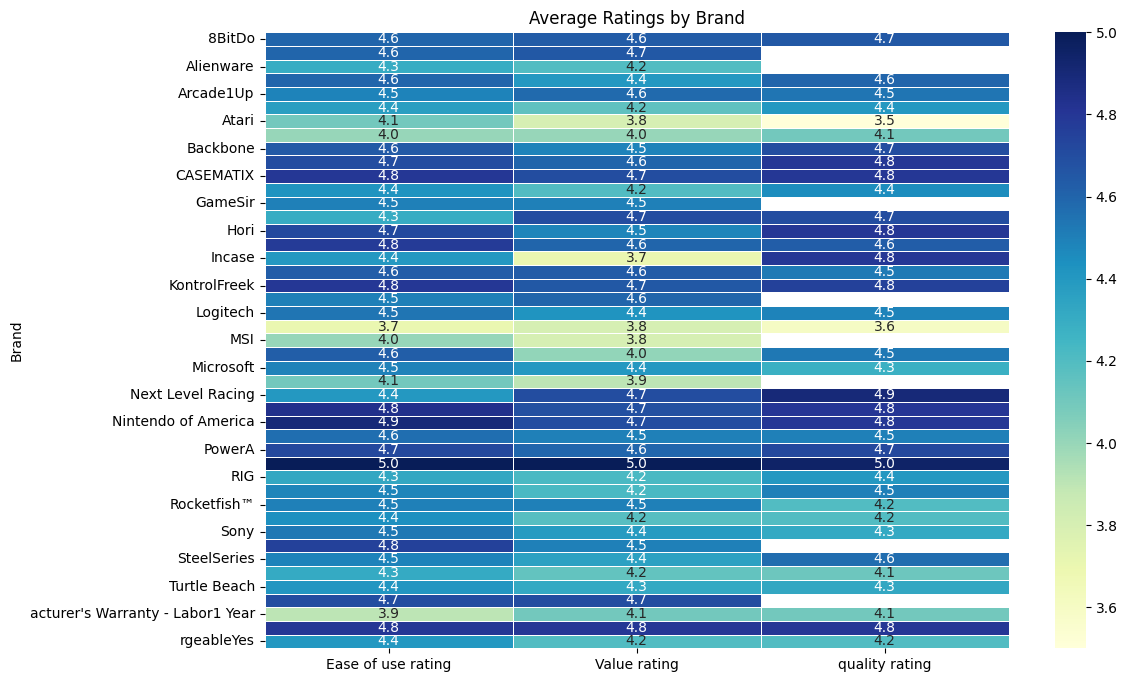 Average Ratings by Brand
8BitDo 4.6 4.6 4.7
4.6 4.7
Alienware 4.3 4.2
4.6 4.4 4.6
Arcade1Up 4.5 4.6 4.5
4.4 4.2 4.4
Atari 4.1 3.8 3.5
4.0 4.0 4.1
Backbone 4.6 4.5 4.7
4.7 4.6 4.8
CASEMATIX 4.8 4.7 4.8
4.4 4.2 4.4
GameSir 4.5 4.5
4.3 4.7 4.7
Hori 4.7 4.5 4.8
4.8 4.6 4.6
Incase 4.4 3.7 4.8
4.6 4.6 4.5
KontrolFreek 4.8 4.7 4.8
4.5 4.6
Logitech 4.5 4.4 4.5
3.7 3.8 3.6
MSI 4.0 3.8
4.6 4.0 4.5
Microsoft 4.5 4.4 4.3
4.1 3.9
Next Level Racing 4.4 4.7 4.9
4.8 4.7 4.8
Nintendo of America 4.9 4.7 4.8
4.6 4.5 4.5
PowerA 4.7 4.6 4.7
5.0 5.0 5.0
RIG 4.3 4.2 4.4
4.5 4.2 4.5
Rocketfish™ 4.5 4.5 4.2
4.4 4.2 4.2
Sony 4.5 4.4 4.3
4.8 4.5
SteelSeries 4.5 4.4 4.6
4.3 4.2 4.1
Turtle Beach 4.4 4.3 4.3
4.7 4.7
acturer's Warranty - Labor1 Year 3.9 4.1 4.1
4.8 4.8 4.8
rgeableYes 4.4 4.2 4.2
Ease of use rating Value rating quality rating
Brand
5.0
4.8
4.6
4.4
4.2
4.0
3.8
3.6